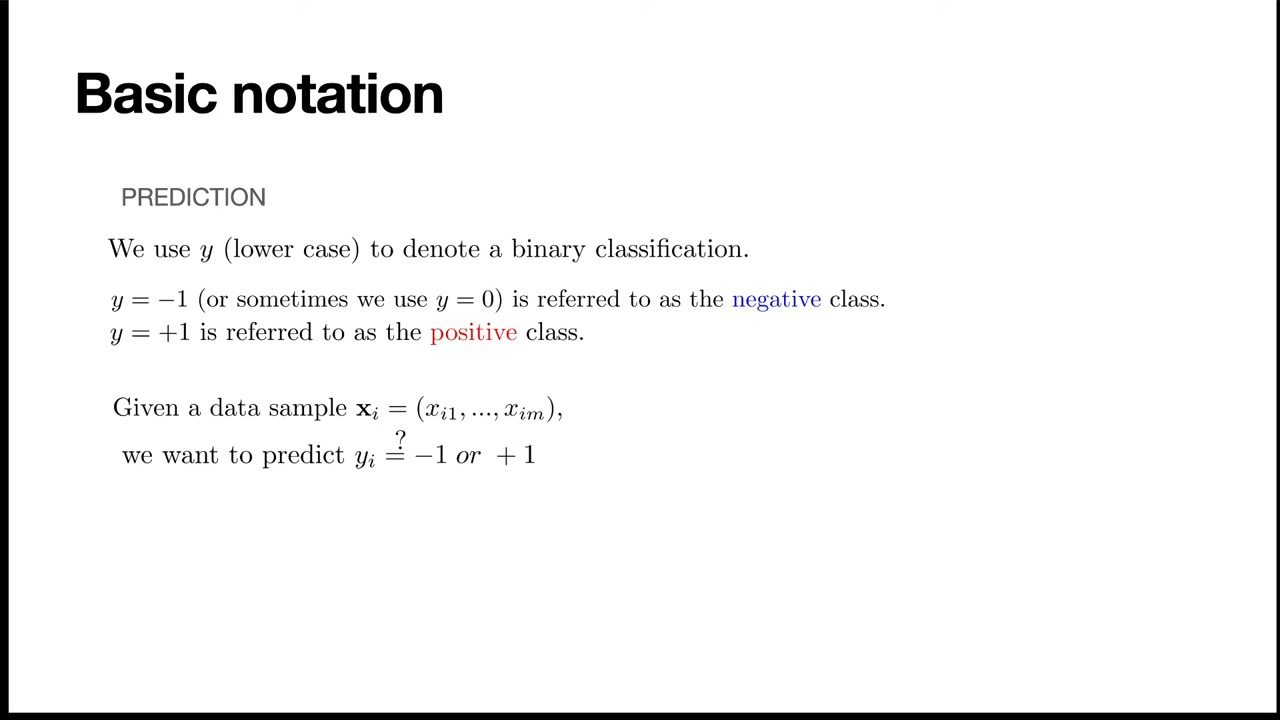 Basic notation
PREDICTION
We use y (lower case) to denote a binary classification.
y = −1 (or sometimes we use y = 0) is referred to as the negative class.
y = +1 is referred to as the positive class.
Given a data sample xᵢ = (xᵢ₁, ..., xᵢₘ),
we want to predict yᵢ ≟ −1 or + 1